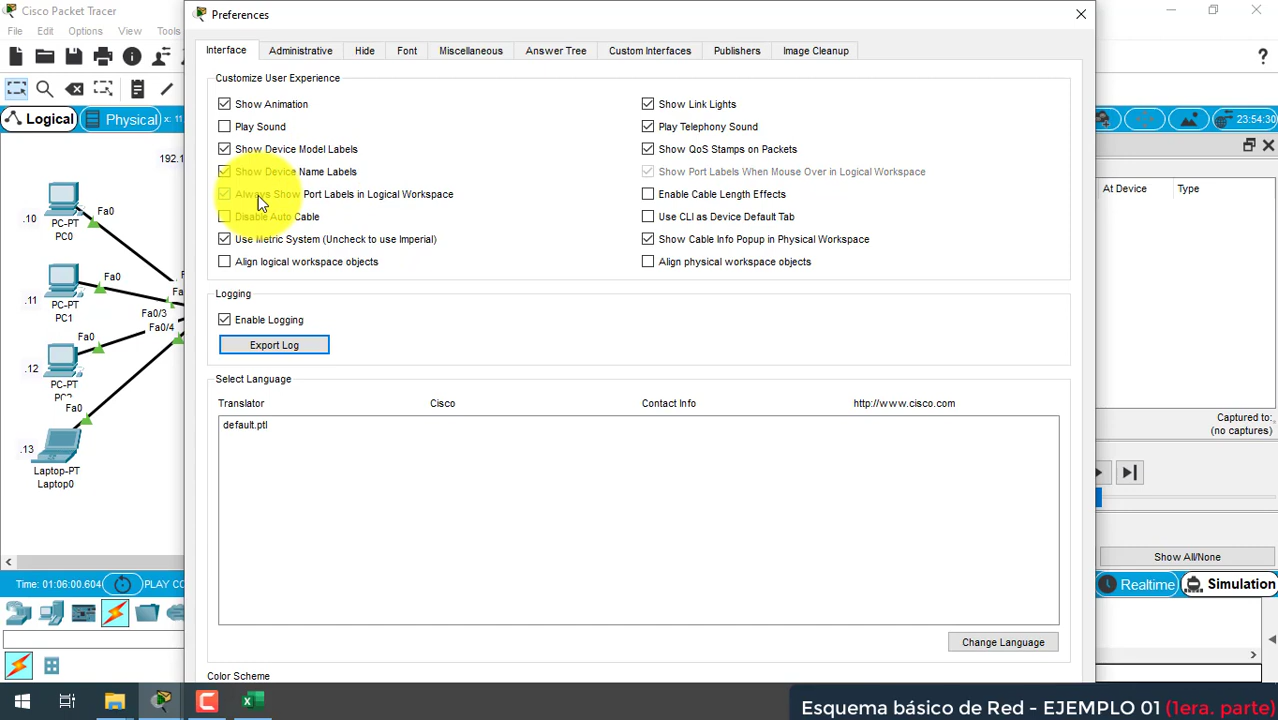 Cisco Packet Tracer
Preferences
File Edit Options View Tools
Interface Administrative Hide Font Miscellaneous Answer Tree Custom Interfaces Publishers Image Cleanup
Customize User Experience
Show Animation
Show Link Lights
Play Sound
Play Telephony Sound
Show Device Model Labels
Show QoS Stamps on Packets
Show Device Name Labels
Show Port Labels When Mouse Over in Logical Workspace
Always Show Port Labels in Logical Workspace
Enable Cable Length Effects
Disable Auto Cable
Use CLI as Device Default Tab
Use Metric System (Uncheck to use Imperial)
Show Cable Info Popup in Physical Workspace
Align logical workspace objects
Align physical workspace objects
Logging
Enable Logging
Export Log
Select Language
Translator Cisco Contact Info http://www.cisco.com
default.ptl
Change Language
Color Scheme
Logical
Physical
x: 11
192.1
.10
Fa0
PC-PT
PC0
.11
Fa0
PC-PT
PC1
Fa0/3
Fa0/4
Fa0
.12
PC-PT
Fa0
.13
Laptop-PT
Laptop0
23:54:30
At Device Type
Captured to:
(no captures)
Show All/None
Time: 01:06:00.604
PLAY CO
Realtime
Simulation
Esquema básico de Red - EJEMPLO 01 (1era. parte)